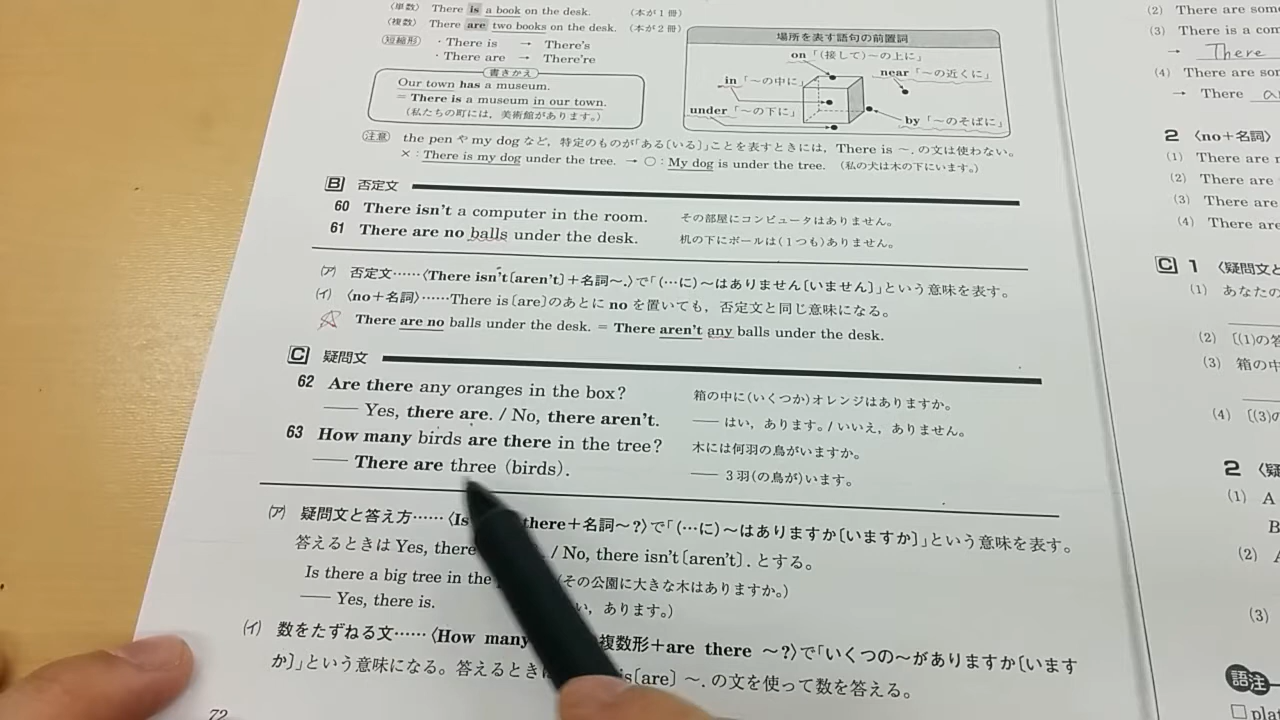 〈単数〉 There is a book on the desk. (本が1冊)
〈複数〉 There are two books on the desk. (本が2冊)
短縮形 ・There is → There's
・There are → There're
書きかえ
Our town has a museum.
= There is a museum in our town.
(私たちの町には，美術館があります。)
場所を表す語句の前置詞
on「(接して)〜の上に」
in「〜の中に」
near「〜の近くに」
under「〜の下に」
by「〜のそばに」
注意 the pen や my dog など，特定のものが「ある〔いる〕」ことを表すときには，There is 〜. の文は使わない。
×：There is my dog under the tree. → ○：My dog is under the tree. (私の犬は木の下にいます。)
B 否定文
60 There isn't a computer in the room. その部屋にコンピュータはありません。
61 There are no balls under the desk. 机の下にボールは(1つも)ありません。
(ア) 否定文……〈There isn't〔aren't〕+名詞〜.〉で「(…に)〜はありません〔いません〕」という意味を表す。
(イ) 〈no+名詞〉……There is〔are〕のあとに no を置いても，否定文と同じ意味になる。
There are no balls under the desk. = There aren't any balls under the desk.
C 疑問文
62 Are there any oranges in the box? 箱の中に(いくつか)オレンジはありますか。
―― Yes, there are. / No, there aren't. ―― はい，あります。/ いいえ，ありません。
63 How many birds are there in the tree? 木には何羽の鳥がいますか。
―― There are three (birds). ―― 3羽(の鳥が)います。
(ア) 疑問文と答え方……〈Is there+名詞〜?〉で「(…に)〜はありますか〔いますか〕」という意味を表す。
答えるときは Yes, there / No, there isn't〔aren't〕. とする。
Is there a big tree in the (その公園に大きな木はありますか。)
―― Yes, there is. い，あります。)
(イ) 数をたずねる文……〈How many 複数形+are there 〜?〉で「いくつの〜がありますか〔います
か〕」という意味になる。答えるとき is〔are〕〜. の文を使って数を答える。
72
(2) There are som
(3) There is a com
→ There
(4) There are som
→ There
2 〈no+名詞〉
(1) There are
(2) There are
(3) There are
(4) There are
C 1 〈疑問文と
(1) あなたの
(2) 〔(1)の答
(3) 箱の中
(4) 〔(3)の
2 〈疑
(1) A
B
(2) A
(3)
語注
□ plat